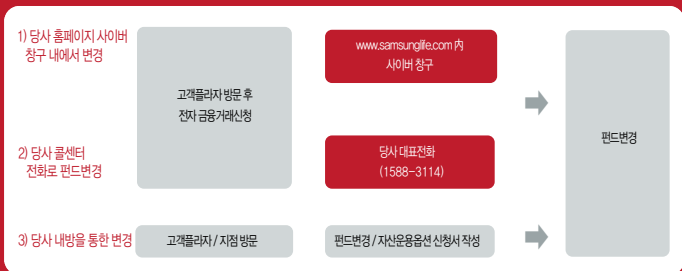 1) 당사 홈페이지 사이버
창구 내에서 변경
고객플라자 방문 후
전자 금융거래신청
www.samsunglife.com 內
사이버 창구
2) 당사 콜센터
전화로 펀드변경
당사 대표전화
(1588-3114)
펀드변경
3) 당사 내방을 통한 변경
고객플라자 / 지점 방문
펀드변경 / 자산운용옵션 신청서 작성